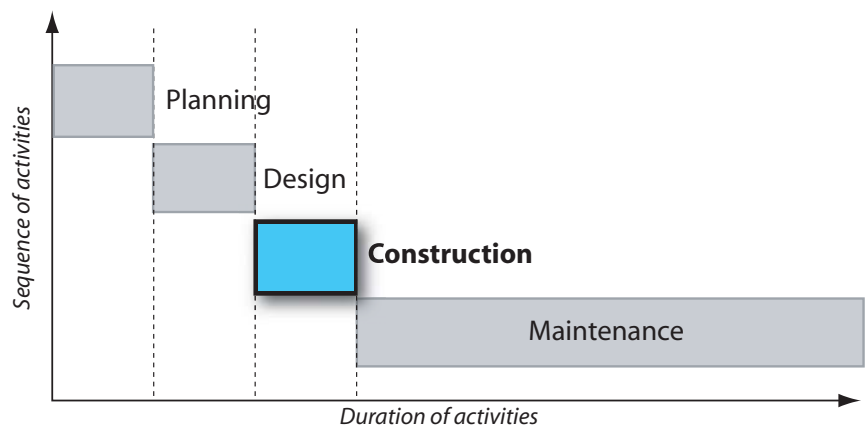 Planning
Design
Construction
Maintenance
Sequence of activities
Duration of activities